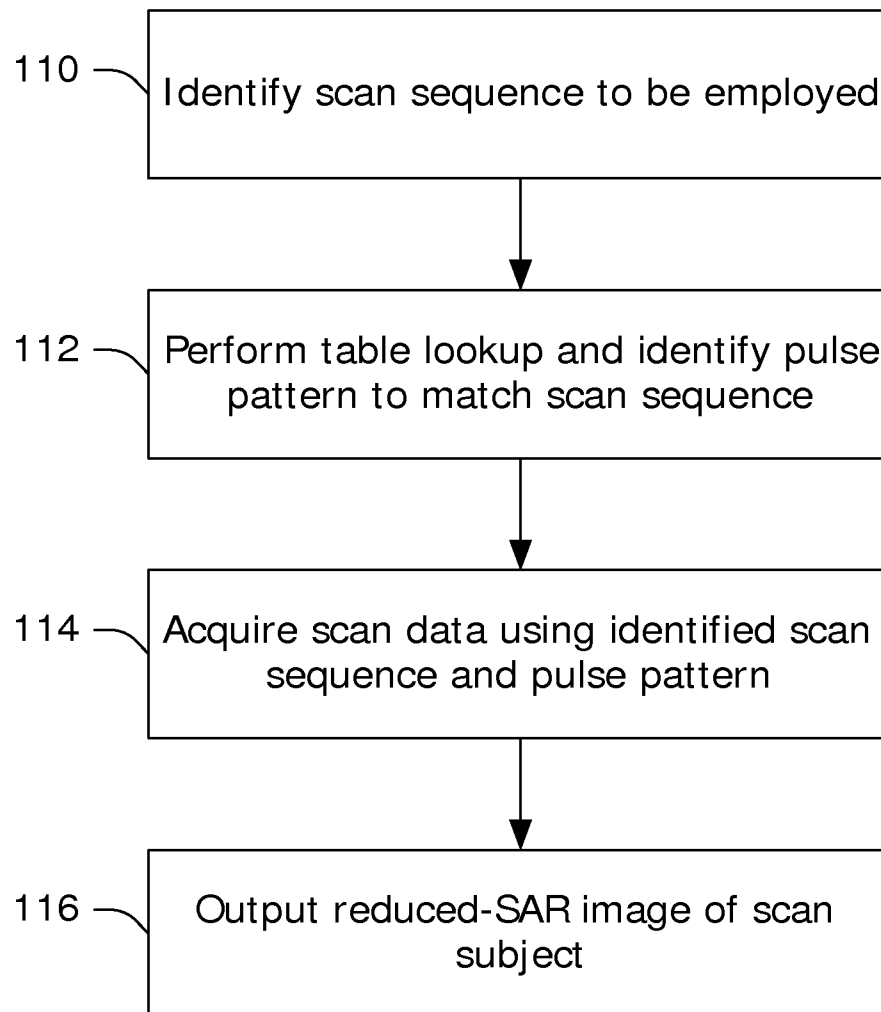 110
Identify scan sequence to be employed
112
Perform table lookup and identify pulse
pattern to match scan sequence
114
Acquire scan data using identified scan
sequence and pulse pattern
116
Output reduced-SAR image of scan
subject